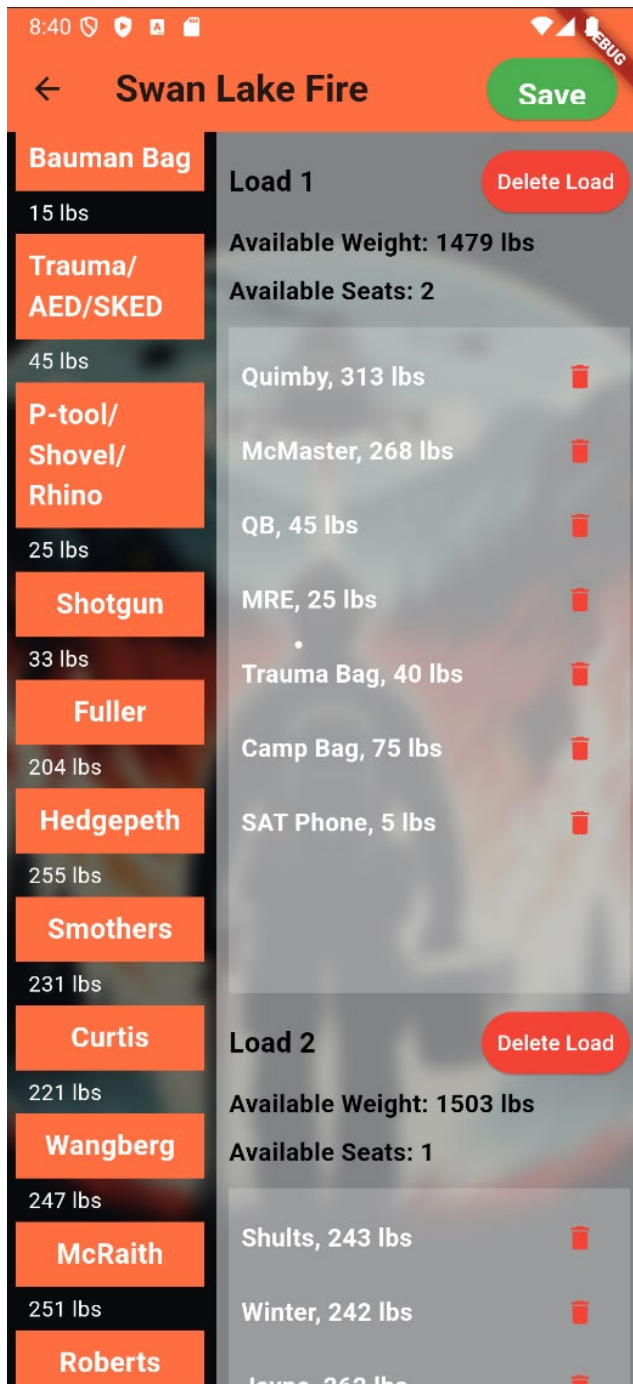 8:40
EBUG
Swan Lake Fire
Save
Bauman Bag
15 lbs
Trauma/
AED/SKED
45 lbs
P-tool/
Shovel/
Rhino
25 lbs
Shotgun
33 lbs
Fuller
204 lbs
Hedgepeth
255 lbs
Smothers
231 lbs
Curtis
221 lbs
Wangberg
247 lbs
McRaith
251 lbs
Roberts
Load 1
Delete Load
Available Weight: 1479 lbs
Available Seats: 2
Quimby, 313 lbs
McMaster, 268 lbs
QB, 45 lbs
MRE, 25 lbs
Trauma Bag, 40 lbs
Camp Bag, 75 lbs
SAT Phone, 5 lbs
Load 2
Delete Load
Available Weight: 1503 lbs
Available Seats: 1
Shults, 243 lbs
Winter, 242 lbs